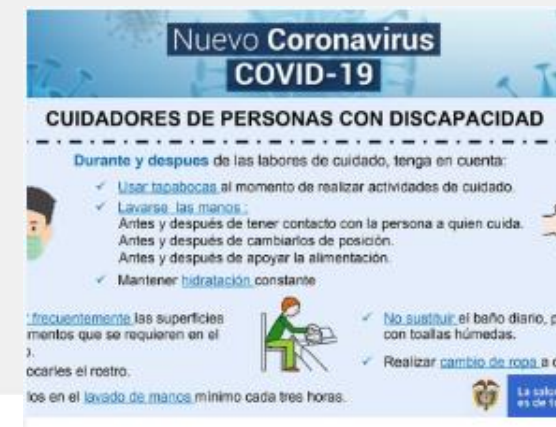 Nuevo Coronavirus
COVID-19
CUIDADORES DE PERSONAS CON DISCAPACIDAD
Durante y despues de las labores de cuidado, tenga en cuenta:
✓ Usar tapabocas al momento de realizar actividades de cuidado.
✓ Lavarse las manos :
Antes y después de tener contacto con la persona a quien cuida.
Antes y después de cambiarlos de posición.
Antes y después de apoyar la alimentación.
✓ Mantener hidratación constante
frecuentemente las superficies
mentos que se requieren en el
ocarles el rostro.
los en el lavado de manos mínimo cada tres horas.
✓ No sustituir el baño diario, p
con toallas húmedas.
✓ Realizar cambio de ropa a d
La salu
es de t